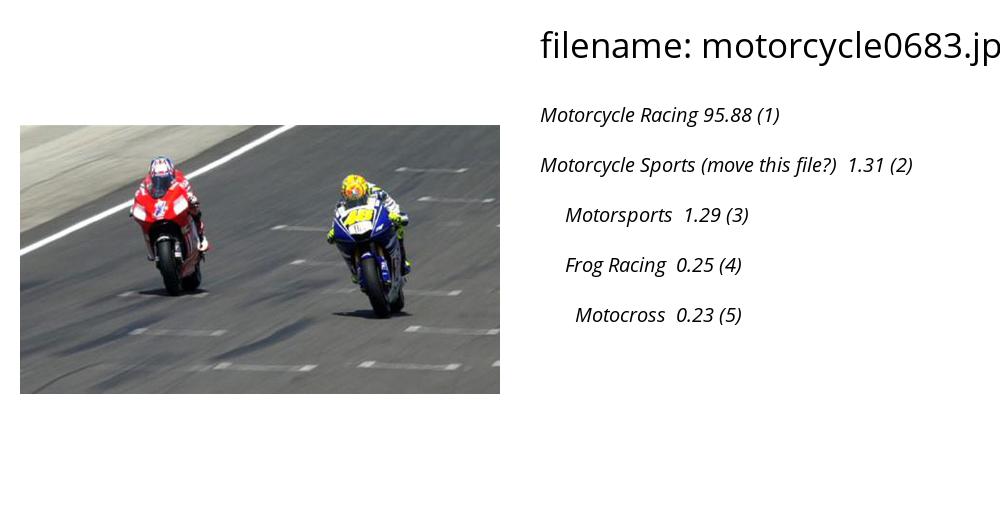 filename: motorcycle0683.jp
Motorcycle Racing 95.88 (1)
Motorcycle Sports (move this file?) 1.31 (2)
Motorsports 1.29 (3)
Frog Racing 0.25 (4)
Motocross 0.23 (5)